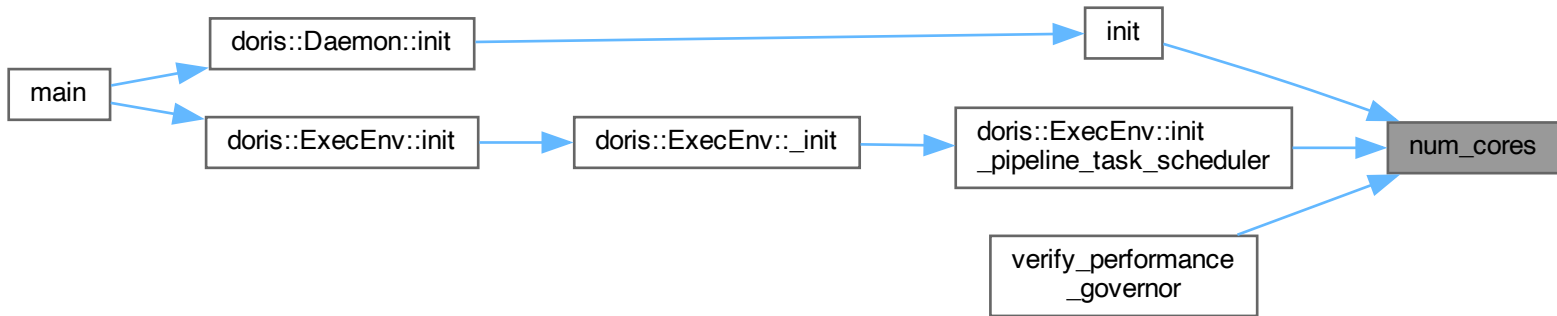 main
doris::Daemon::init
init
doris::ExecEnv::init
doris::ExecEnv::_init
doris::ExecEnv::init
_pipeline_task_scheduler
verify_performance
_governor
num_cores